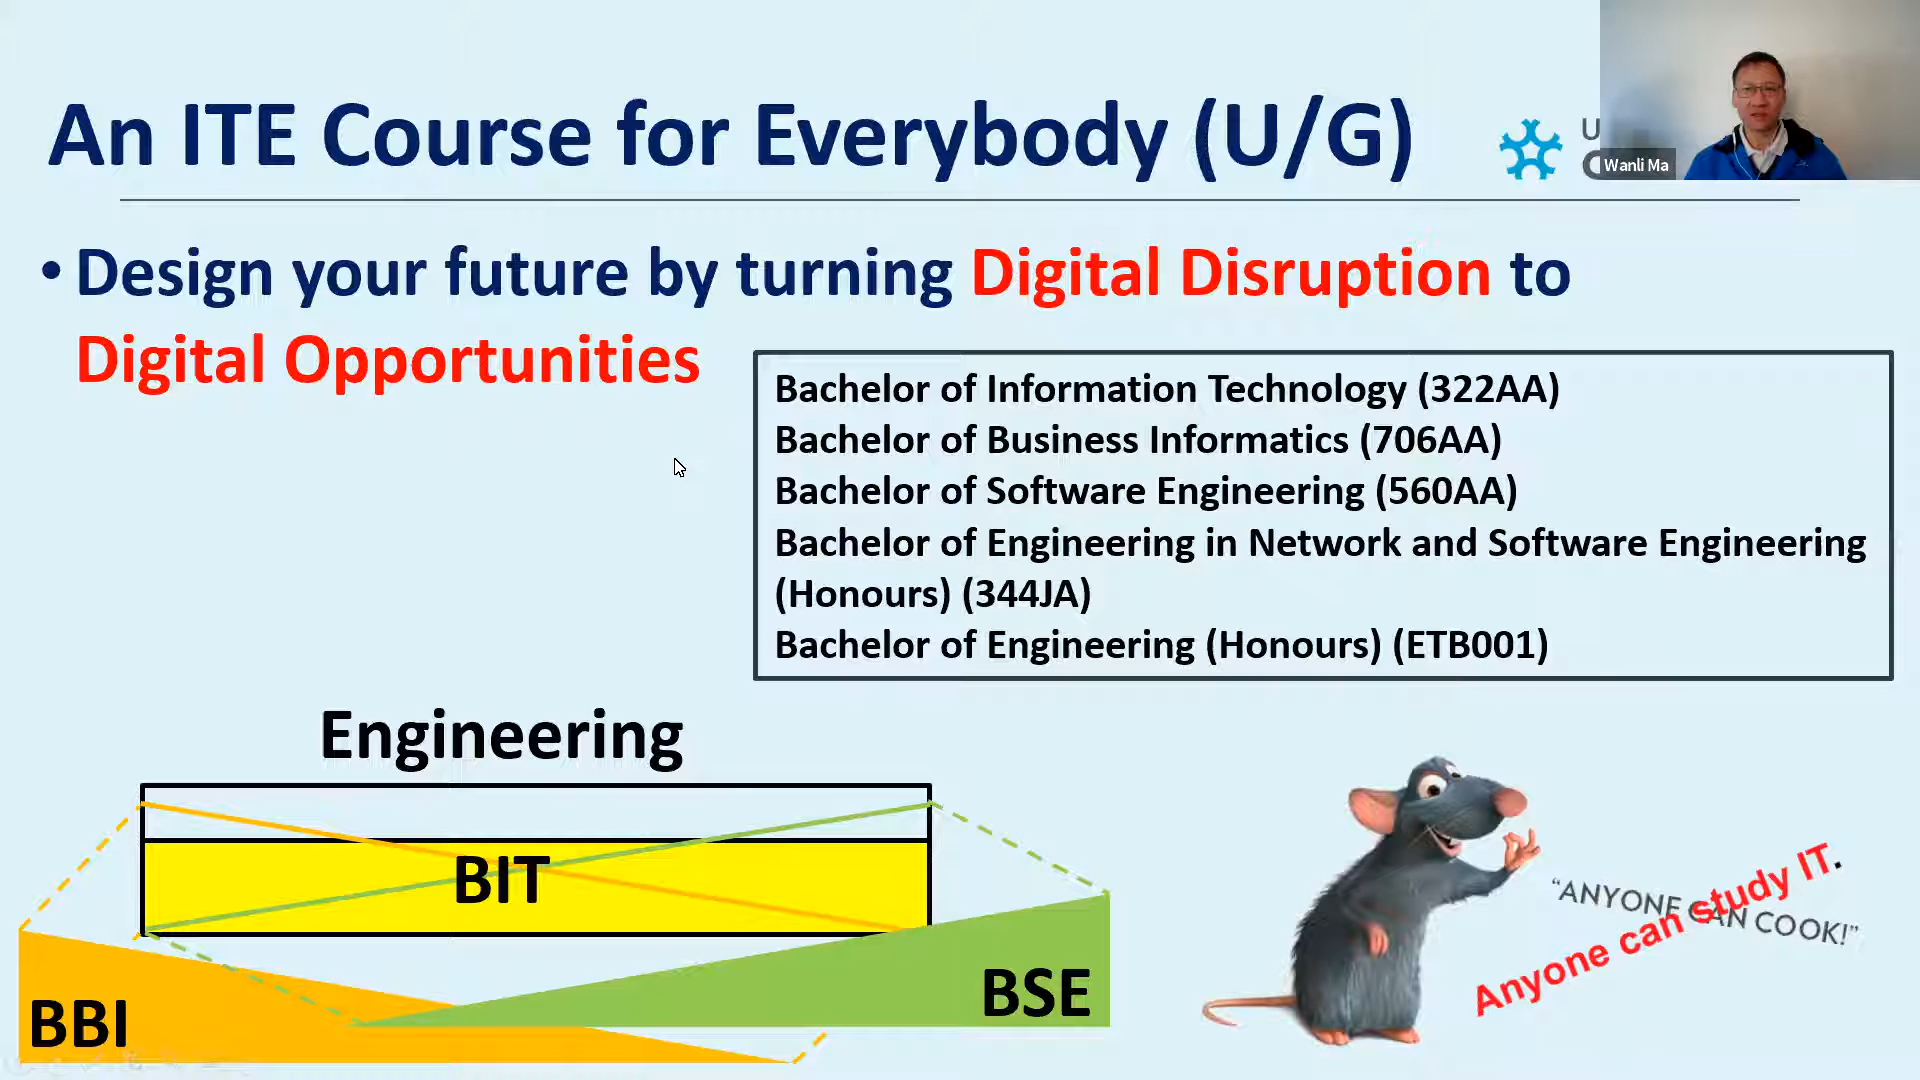 An ITE Course for Everybody (U/G)
U
Wanli Ma
• Design your future by turning Digital Disruption to
Digital Opportunities
Bachelor of Information Technology (322AA)
Bachelor of Business Informatics (706AA)
Bachelor of Software Engineering (560AA)
Bachelor of Engineering in Network and Software Engineering
(Honours) (344JA)
Bachelor of Engineering (Honours) (ETB001)
Engineering
BIT
BBI
BSE
“ANYONE CAN COOK!”
Anyone can study IT.